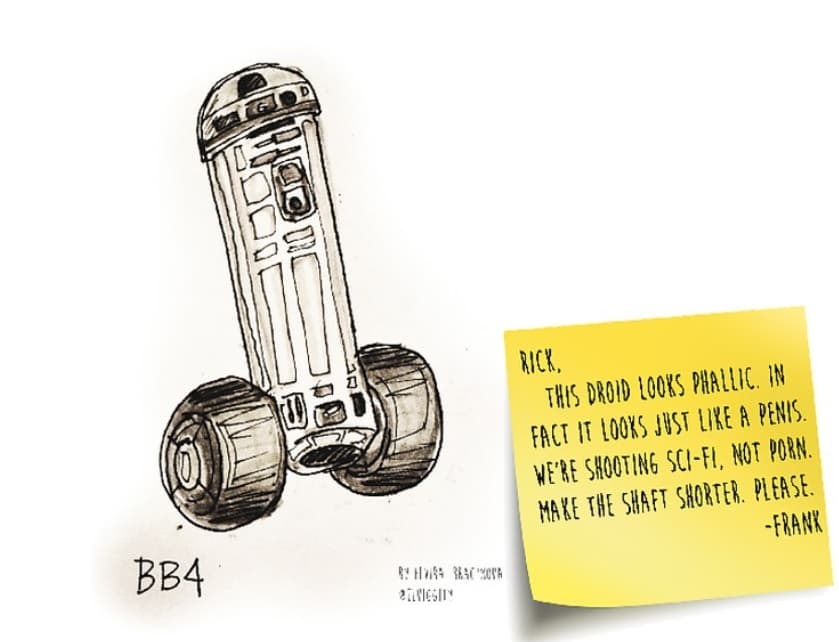 RICK,
THIS DROID LOOKS PHALLIC. IN
FACT IT LOOKS JUST LIKE A PENIS.
WE'RE SHOOTING SCI-FI, NOT PORN.
MAKE THE SHAFT SHORTER. PLEASE.
-FRANK
BB4
BY